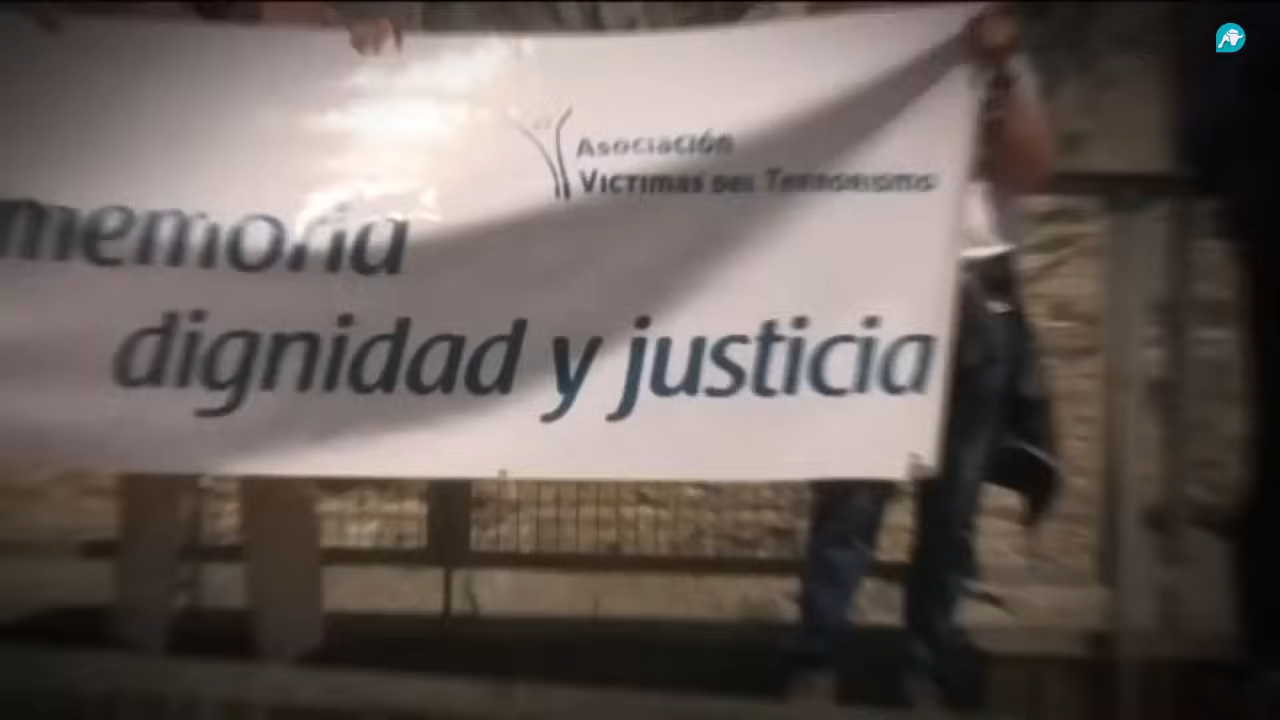 Asociación
Víctimas del Terrorismo
memoria
dignidad y justicia